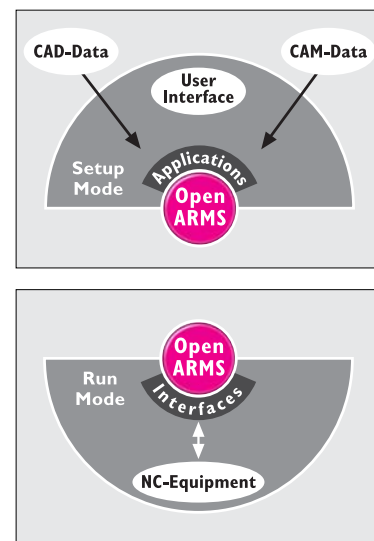 CAD-Data
CAM-Data
User
Interface
Setup
Mode
Applications
Open
ARMS
Open
ARMS
Run
Mode
Interfaces
NC-Equipment